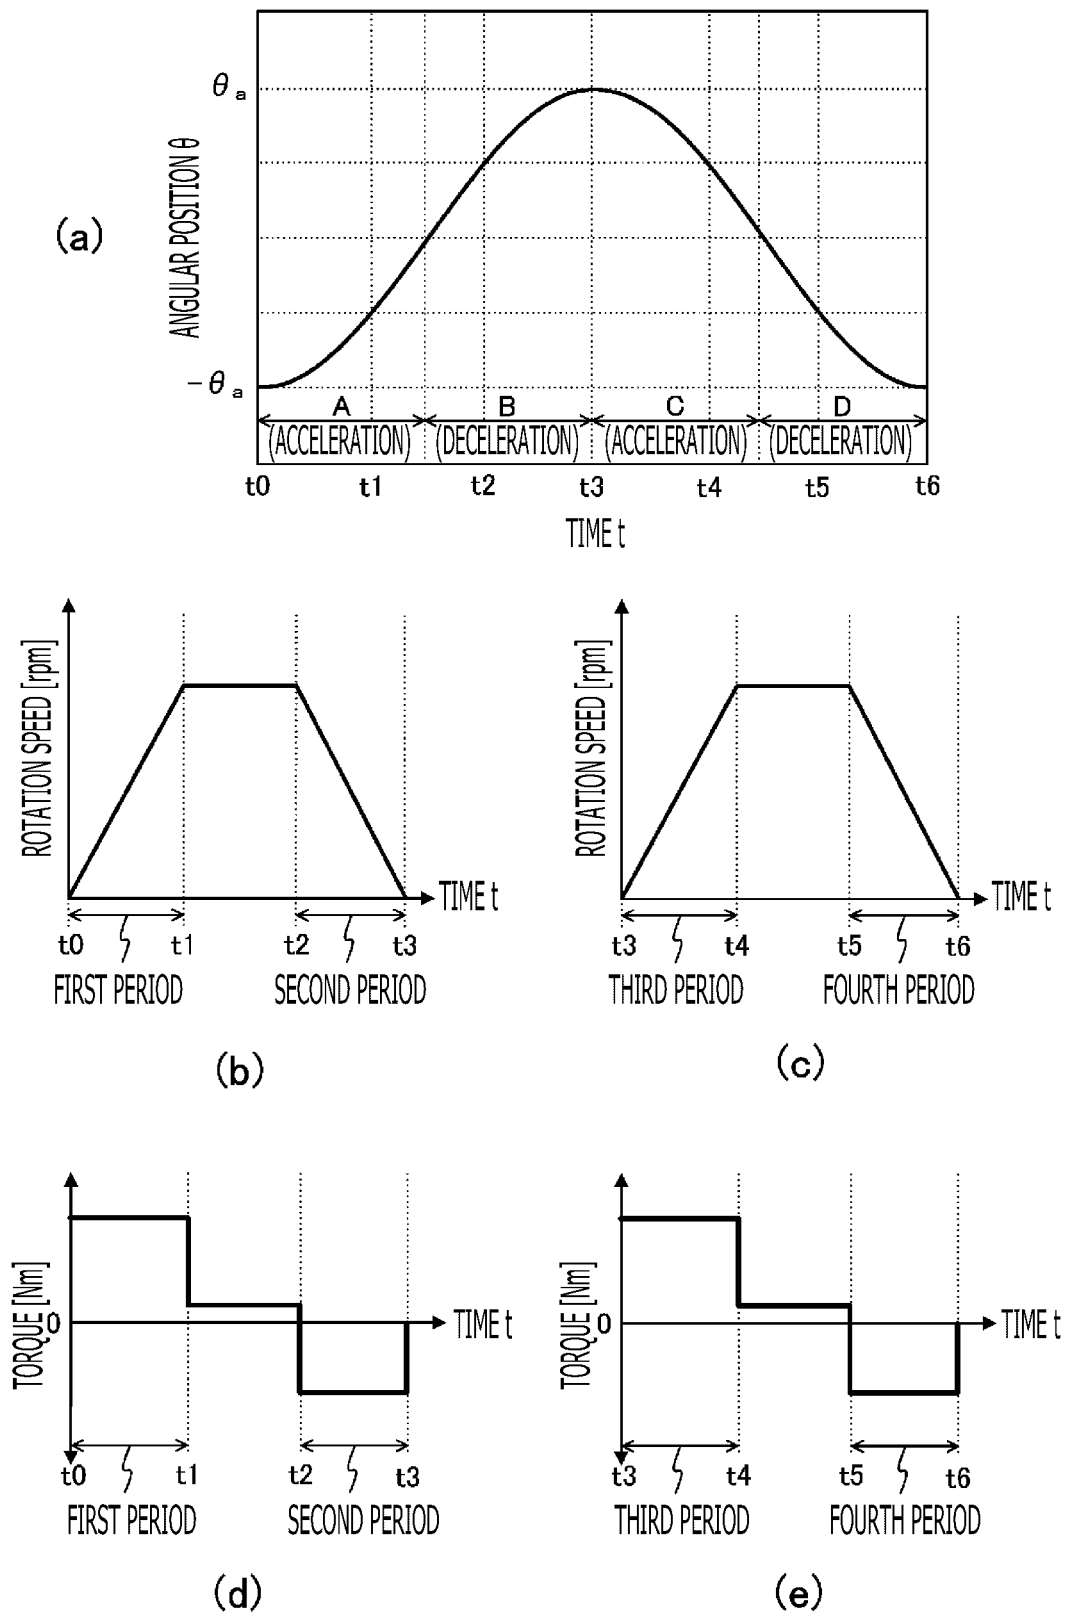 (a)
ANGULAR POSITION θ
θa
-θa
A B C D
(ACCELERATION) (DECELERATION) (ACCELERATION) (DECELERATION)
t0 t1 t2 t3 t4 t5 t6
TIME t
ROTATION SPEED [rpm]
TIME t
t0 t1 t2 t3
FIRST PERIOD SECOND PERIOD
(b)
ROTATION SPEED [rpm]
TIME t
t3 t4 t5 t6
THIRD PERIOD FOURTH PERIOD
(c)
TORQUE [Nm]
0
TIME t
t0 t1 t2 t3
FIRST PERIOD SECOND PERIOD
(d)
TORQUE [Nm]
0
TIME t
t3 t4 t5 t6
THIRD PERIOD FOURTH PERIOD
(e)